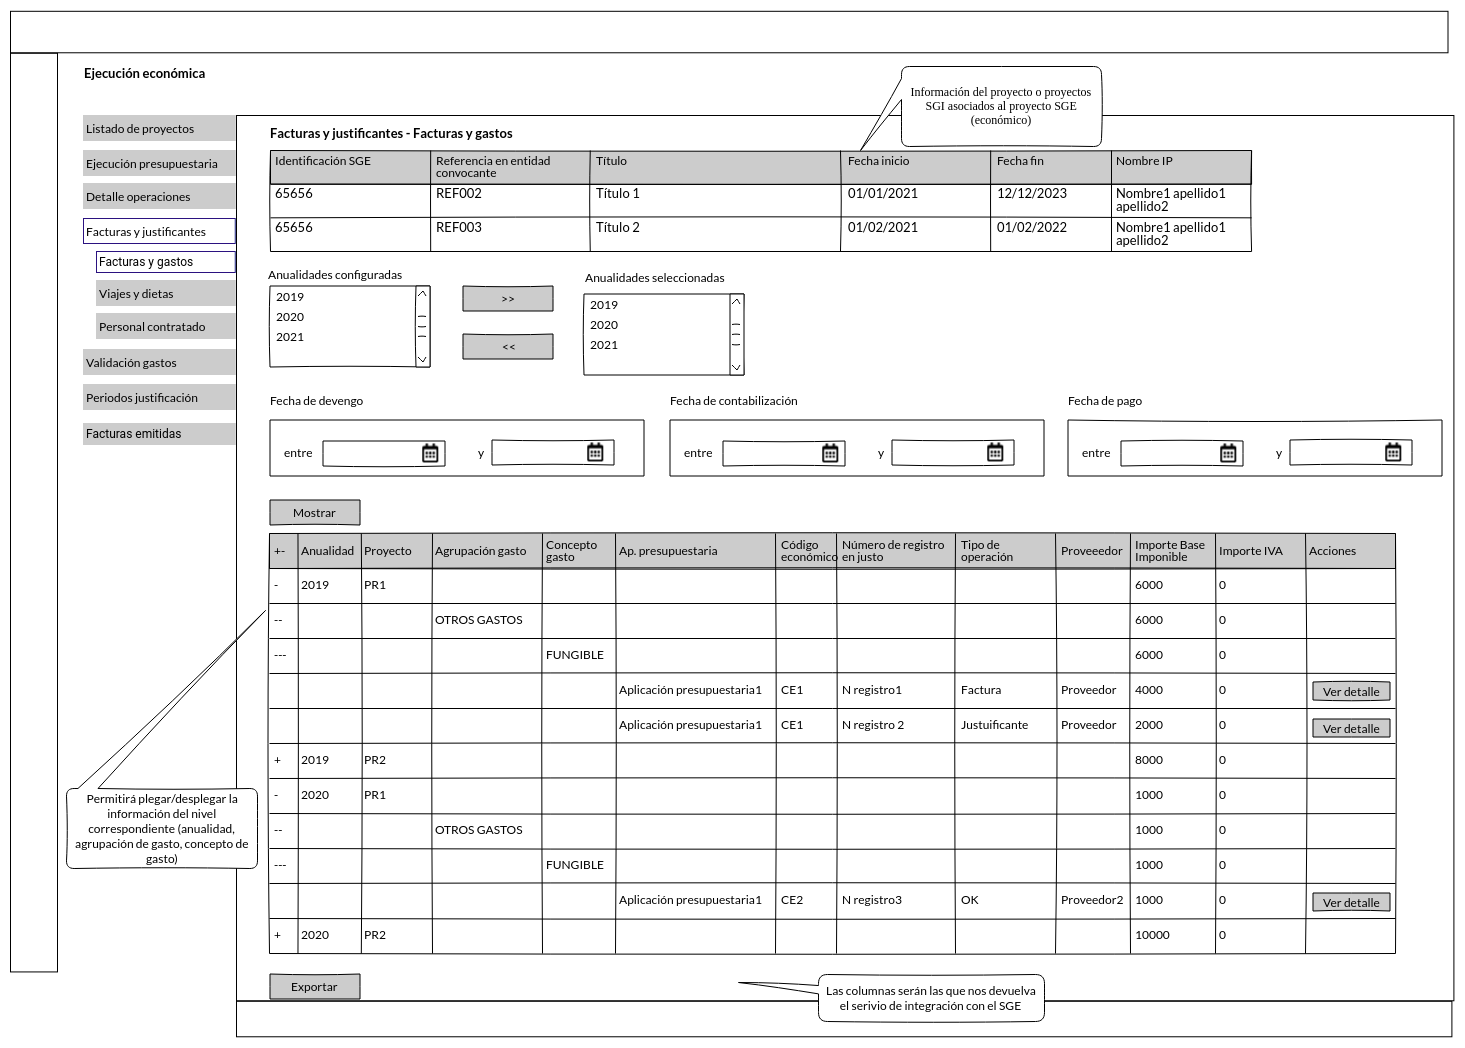 Ejecución económica
Información del proyecto o proyectos
SGI asociados al proyecto SGE
(económico)
Listado de proyectos
Ejecución presupuestaria
Detalle operaciones
Facturas y justificantes
Facturas y gastos
Viajes y dietas
Personal contratado
Validación gastos
Periodos justificación
Facturas emitidas
Facturas y justificantes - Facturas y gastos
Identificación SGE Referencia en entidad convocante Título Fecha inicio Fecha fin Nombre IP
65656 REF002 Título 1 01/01/2021 12/12/2023 Nombre1 apellido1 apellido2
65656 REF003 Título 2 01/02/2021 01/02/2022 Nombre1 apellido1 apellido2
Anualidades configuradas
2019
2020
2021
>>
<<
Anualidades seleccionadas
2019
2020
2021
Fecha de devengo
entre y
Fecha de contabilización
entre y
Fecha de pago
entre y
Mostrar
+- Anualidad Proyecto Agrupación gasto Concepto gasto Ap. presupuestaria Código económico Número de registro en justo Tipo de operación Proveeedor Importe Base Imponible Importe IVA Acciones
- 2019 PR1 6000 0
-- OTROS GASTOS 6000 0
--- FUNGIBLE 6000 0
Aplicación presupuestaria1 CE1 N registro1 Factura Proveedor 4000 0 Ver detalle
Aplicación presupuestaria1 CE1 N registro 2 Justuificante Proveedor 2000 0 Ver detalle
+ 2019 PR2 8000 0
- 2020 PR1 1000 0
-- OTROS GASTOS 1000 0
--- FUNGIBLE 1000 0
Aplicación presupuestaria1 CE2 N registro3 OK Proveedor2 1000 0 Ver detalle
+ 2020 PR2 10000 0
Permitirá plegar/desplegar la
información del nivel
correspondiente (anualidad,
agrupación de gasto, concepto de
gasto)
Exportar
Las columnas serán las que nos devuelva
el serivio de integración con el SGE